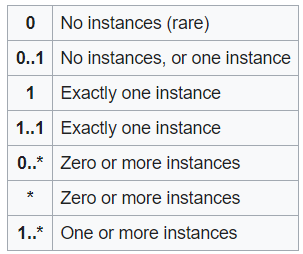 0 No instances (rare)
0..1 No instances, or one instance
1 Exactly one instance
1..1 Exactly one instance
0..* Zero or more instances
* Zero or more instances
1..* One or more instances